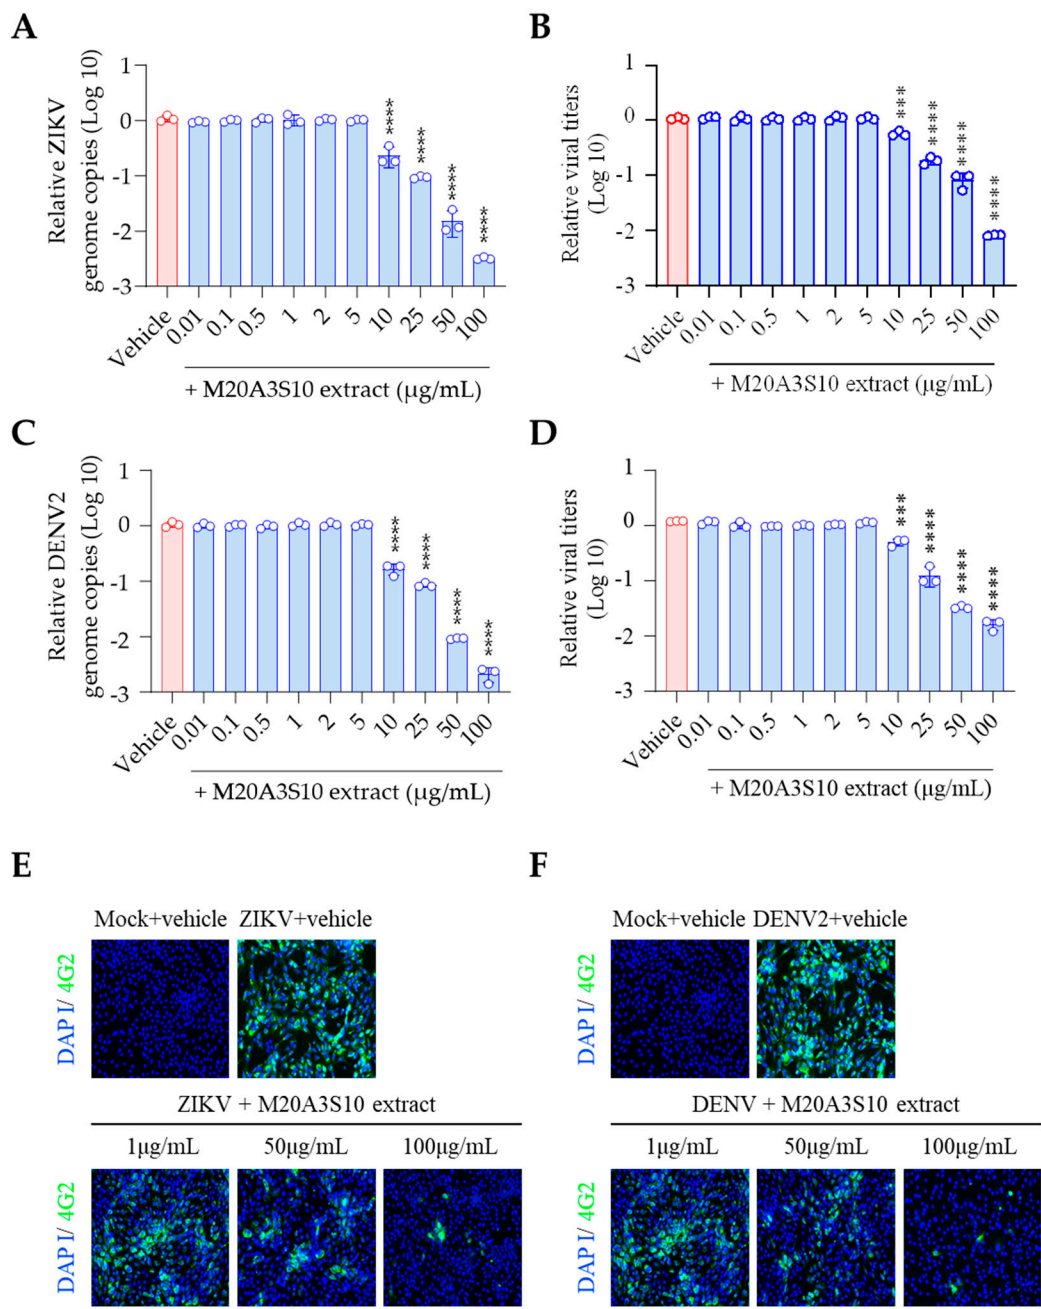 A
Relative ZIKV
genome copies (Log 10)
1
0
-1
-2
-3
****
****
****
****
Vehicle
0.01
0.1
0.5
1
2
5
10
25
50
100
+ M20A3S10 extract (µg/mL)
B
Relative viral titers
(Log 10)
1
0
-1
-2
-3
***
****
****
****
Vehicle
0.01
0.1
0.5
1
2
5
10
25
50
100
+ M20A3S10 extract (µg/mL)
C
Relative DENV2
genome copies (Log 10)
1
0
-1
-2
-3
****
****
****
****
Vehicle
0.01
0.1
0.5
1
2
5
10
25
50
100
+ M20A3S10 extract (µg/mL)
D
Relative viral titers
(Log 10)
1
0
-1
-2
-3
***
****
****
****
Vehicle
0.01
0.1
0.5
1
2
5
10
25
50
100
+ M20A3S10 extract (µg/mL)
E
Mock+vehicle ZIKV+vehicle
DAPI/ 4G2
ZIKV + M20A3S10 extract
1µg/mL 50µg/mL 100µg/mL
DAPI/ 4G2
F
Mock+vehicle DENV2+vehicle
DAPI/ 4G2
DENV + M20A3S10 extract
1µg/mL 50µg/mL 100µg/mL
DAPI/ 4G2